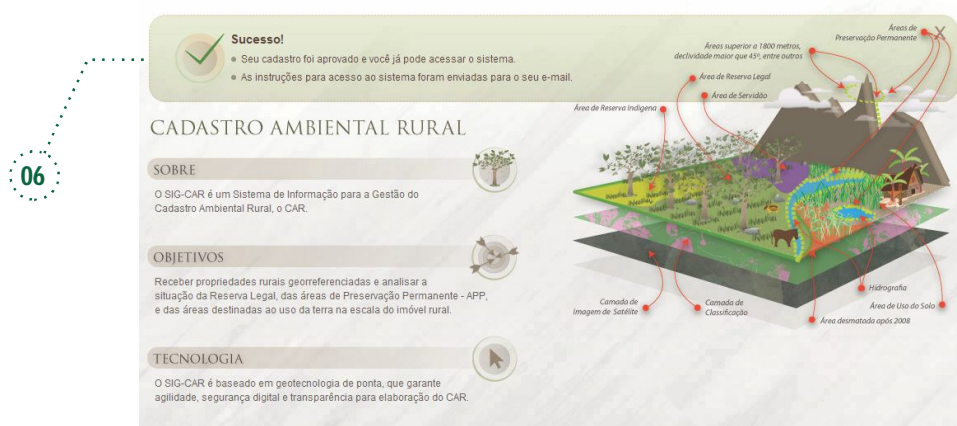 06
Sucesso!
Seu cadastro foi aprovado e você já pode acessar o sistema.
As instruções para acesso ao sistema foram enviadas para o seu e-mail.
CADASTRO AMBIENTAL RURAL
SOBRE
O SIG-CAR é um Sistema de Informação para a Gestão do
Cadastro Ambiental Rural, o CAR.
OBJETIVOS
Receber propriedades rurais georreferenciadas e analisar a
situação da Reserva Legal, das áreas de Preservação Permanente - APP,
e das áreas destinadas ao uso da terra na escala do imóvel rural.
TECNOLOGIA
O SIG-CAR é baseado em geotecnologia de ponta, que garante
agilidade, segurança digital e transparência para elaboração do CAR.
Áreas de
Preservação Permanente
X
Áreas superior a 1800 metros,
declividade maior que 45º, entre outros
Área de Reserva Legal
Área de Servidão
Área de Reserva Indígena
Hidrografia
Área de Uso do Solo
Área desmatada após 2008
Camada de
Imagem de Satélite
Camada de
Classificação